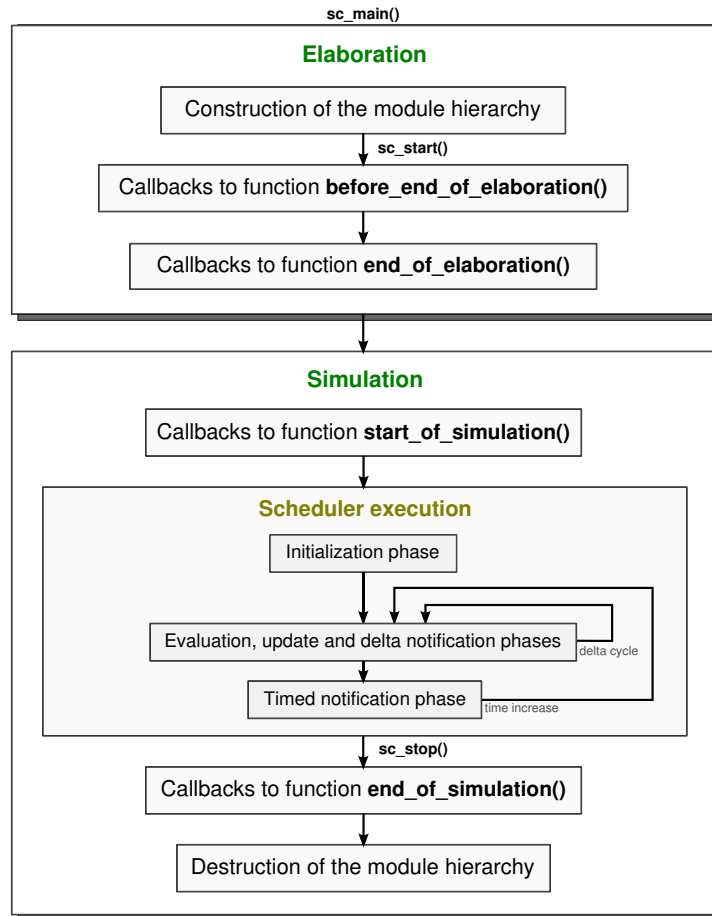 sc_main()
Elaboration
Construction of the module hierarchy
sc_start()
Callbacks to function before_end_of_elaboration()
Callbacks to function end_of_elaboration()
Simulation
Callbacks to function start_of_simulation()
Scheduler execution
Initialization phase
Evaluation, update and delta notification phases
delta cycle
Timed notification phase
time increase
sc_stop()
Callbacks to function end_of_simulation()
Destruction of the module hierarchy